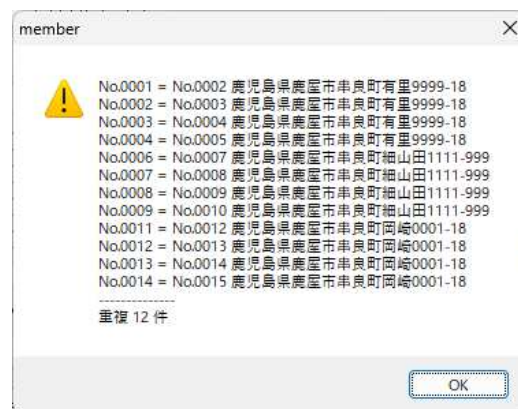 member
No.0001 = No.0002 鹿児島県鹿屋市串良町有里9999-18
No.0002 = No.0003 鹿児島県鹿屋市串良町有里9999-18
No.0003 = No.0004 鹿児島県鹿屋市串良町有里9999-18
No.0004 = No.0005 鹿児島県鹿屋市串良町有里9999-18
No.0006 = No.0007 鹿児島県鹿屋市串良町細山田1111-999
No.0007 = No.0008 鹿児島県鹿屋市串良町細山田1111-999
No.0008 = No.0009 鹿児島県鹿屋市串良町細山田1111-999
No.0009 = No.0010 鹿児島県鹿屋市串良町細山田1111-999
No.0011 = No.0012 鹿児島県鹿屋市串良町岡崎0001-18
No.0012 = No.0013 鹿児島県鹿屋市串良町岡崎0001-18
No.0013 = No.0014 鹿児島県鹿屋市串良町岡崎0001-18
No.0014 = No.0015 鹿児島県鹿屋市串良町岡崎0001-18
--------------
重複 12 件
OK